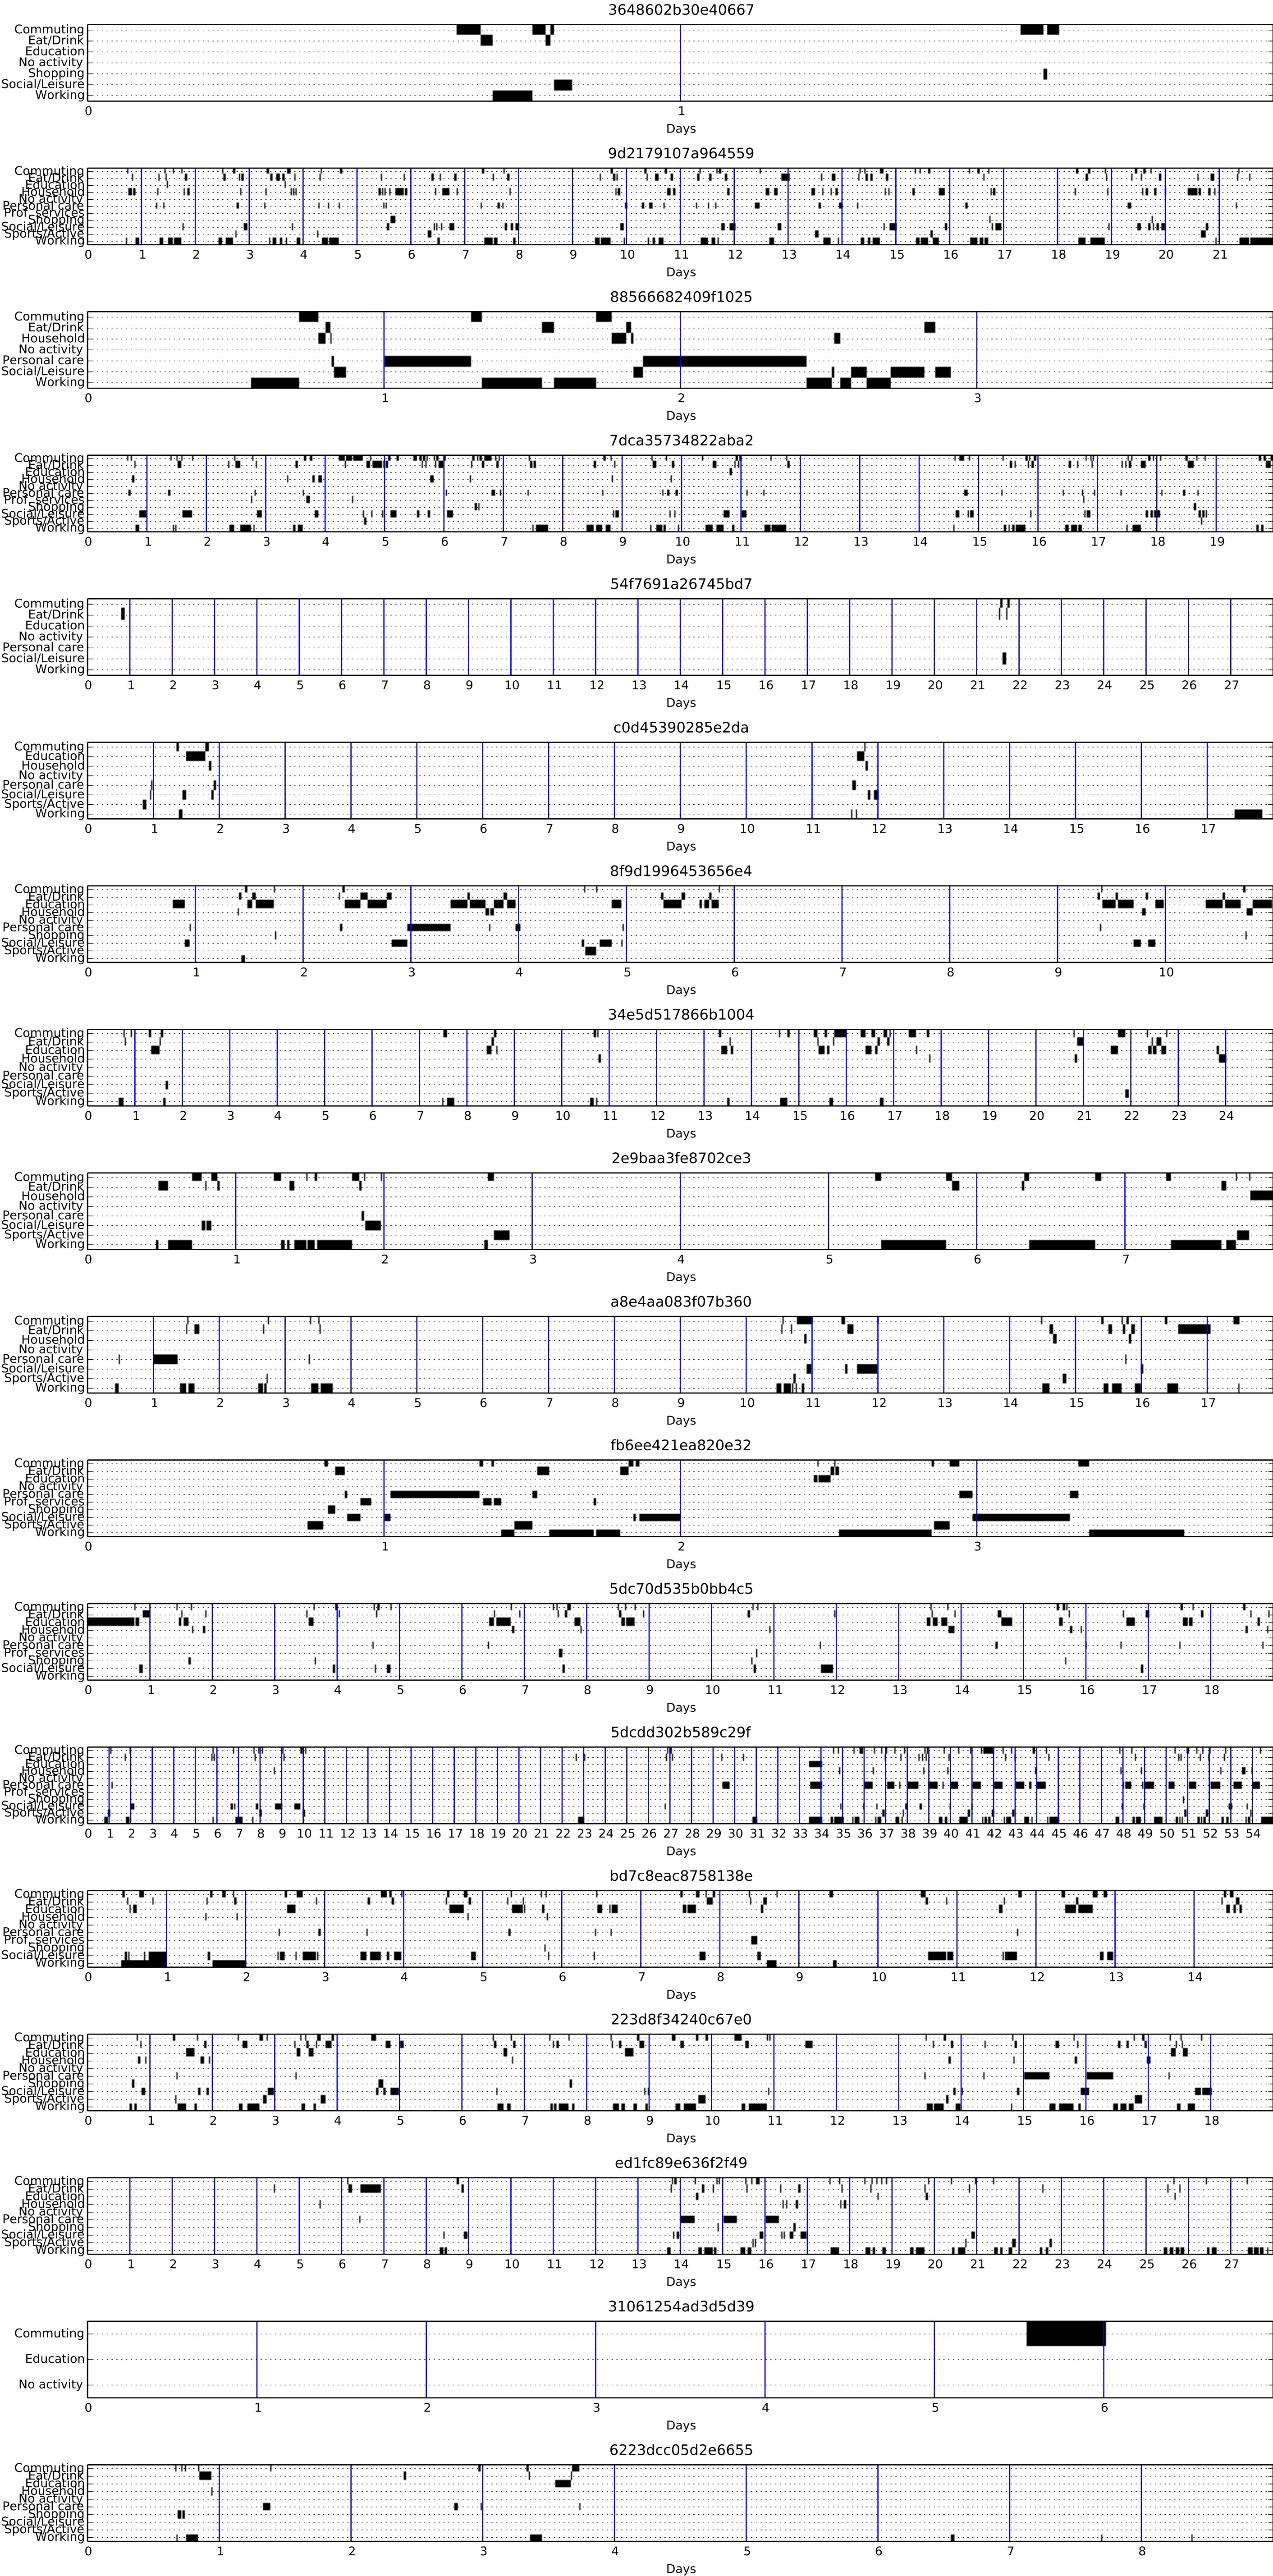 3648602b30e40667
Commuting
Eat/Drink
Education
No activity
Shopping
Social/Leisure
Working
0 1
Days
9d2179107a964559
Commuting
Eat/Drink
Education
Household
No activity
Personal care
Prof. services
Shopping
Social/Leisure
Sports/Active
Working
0 1 2 3 4 5 6 7 8 9 10 11 12 13 14 15 16 17 18 19 20 21
Days
88566682409f1025
Commuting
Eat/Drink
Household
No activity
Personal care
Social/Leisure
Working
0 1 2 3
Days
7dca35734822aba2
Commuting
Eat/Drink
Education
Household
No activity
Personal care
Prof. services
Shopping
Social/Leisure
Sports/Active
Working
0 1 2 3 4 5 6 7 8 9 10 11 12 13 14 15 16 17 18 19
Days
54f7691a26745bd7
Commuting
Eat/Drink
Education
No activity
Personal care
Social/Leisure
Working
0 1 2 3 4 5 6 7 8 9 10 11 12 13 14 15 16 17 18 19 20 21 22 23 24 25 26 27
Days
c0d45390285e2da
Commuting
Education
Household
No activity
Personal care
Social/Leisure
Sports/Active
Working
0 1 2 3 4 5 6 7 8 9 10 11 12 13 14 15 16 17
Days
8f9d1996453656e4
Commuting
Eat/Drink
Education
Household
No activity
Personal care
Shopping
Social/Leisure
Sports/Active
Working
0 1 2 3 4 5 6 7 8 9 10
Days
34e5d517866b1004
Commuting
Eat/Drink
Education
Household
No activity
Personal care
Social/Leisure
Sports/Active
Working
0 1 2 3 4 5 6 7 8 9 10 11 12 13 14 15 16 17 18 19 20 21 22 23 24
Days
2e9baa3fe8702ce3
Commuting
Eat/Drink
Household
No activity
Personal care
Social/Leisure
Sports/Active
Working
0 1 2 3 4 5 6 7
Days
a8e4aa083f07b360
Commuting
Eat/Drink
Household
No activity
Personal care
Social/Leisure
Sports/Active
Working
0 1 2 3 4 5 6 7 8 9 10 11 12 13 14 15 16 17
Days
fb6ee421ea820e32
Commuting
Eat/Drink
Education
No activity
Personal care
Prof. services
Shopping
Social/Leisure
Sports/Active
Working
0 1 2 3
Days
5dc70d535b0bb4c5
Commuting
Eat/Drink
Education
Household
No activity
Personal care
Prof. services
Shopping
Social/Leisure
Working
0 1 2 3 4 5 6 7 8 9 10 11 12 13 14 15 16 17 18
Days
5dcdd302b589c29f
Commuting
Eat/Drink
Education
Household
No activity
Personal care
Prof. services
Shopping
Social/Leisure
Sports/Active
Working
0 1 2 3 4 5 6 7 8 9 10 11 12 13 14 15 16 17 18 19 20 21 22 23 24 25 26 27 28 29 30 31 32 33 34 35 36 37 38 39 40 41 42 43 44 45 46 47 48 49 50 51 52 53 54
Days
bd7c8eac8758138e
Commuting
Eat/Drink
Education
Household
No activity
Personal care
Prof. services
Shopping
Social/Leisure
Working
0 1 2 3 4 5 6 7 8 9 10 11 12 13 14
Days
223d8f34240c67e0
Commuting
Eat/Drink
Education
Household
No activity
Personal care
Shopping
Social/Leisure
Sports/Active
Working
0 1 2 3 4 5 6 7 8 9 10 11 12 13 14 15 16 17 18
Days
ed1fc89e636f2f49
Commuting
Eat/Drink
Education
Household
No activity
Personal care
Shopping
Social/Leisure
Sports/Active
Working
0 1 2 3 4 5 6 7 8 9 10 11 12 13 14 15 16 17 18 19 20 21 22 23 24 25 26 27
Days
31061254ad3d5d39
Commuting
Education
No activity
0 1 2 3 4 5 6
Days
6223dcc05d2e6655
Commuting
Eat/Drink
Education
Household
No activity
Personal care
Shopping
Social/Leisure
Sports/Active
Working
0 1 2 3 4 5 6 7 8
Days